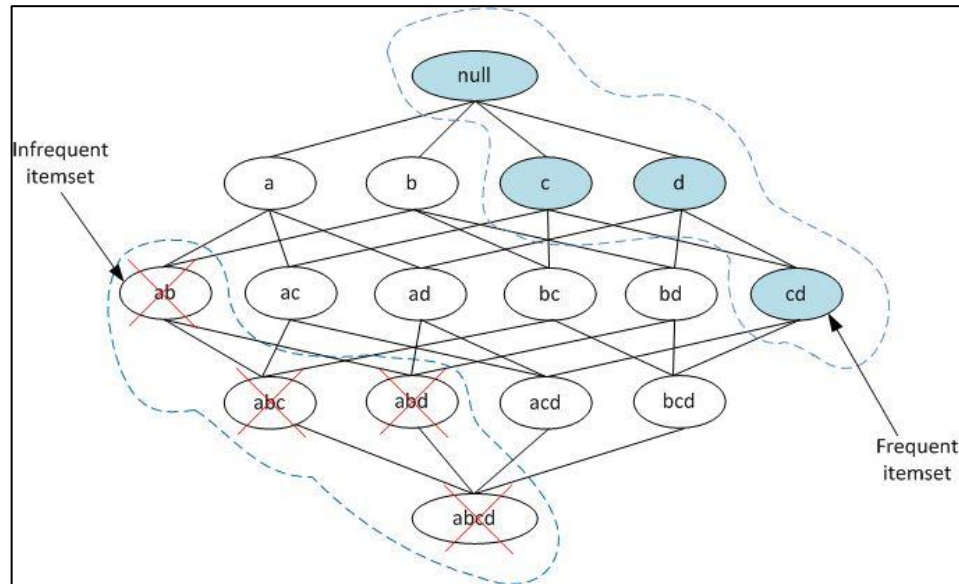 null
Infrequent
itemset
a
b
c
d
ab
ac
ad
bc
bd
cd
abc
abd
acd
bcd
Frequent
itemset
abcd